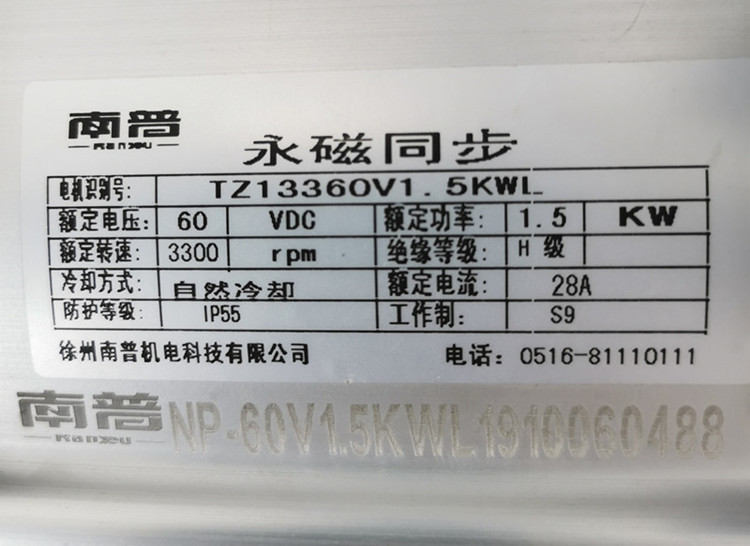 南普
NanPu
永磁同步
电机识别号: TZ13360V1.5KWL
额定电压: 60 VDC 额定功率: 1.5 KW
额定转速: 3300 rpm 绝缘等级: H 级
冷却方式: 自然冷却 额定电流: 28A
防护等级: IP55 工作制: S9
徐州南普机电科技有限公司 电话: 0516-81110111
南普 NP-60V1.5KWL1910060488